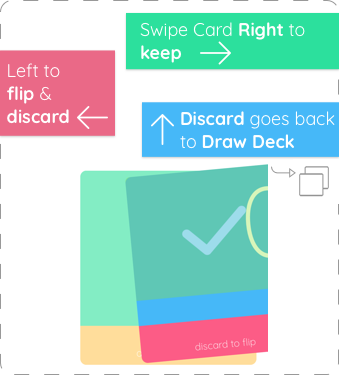 Swipe Card Right to
keep
Left to
flip &
discard
Discard goes back
to Draw Deck
discard to flip